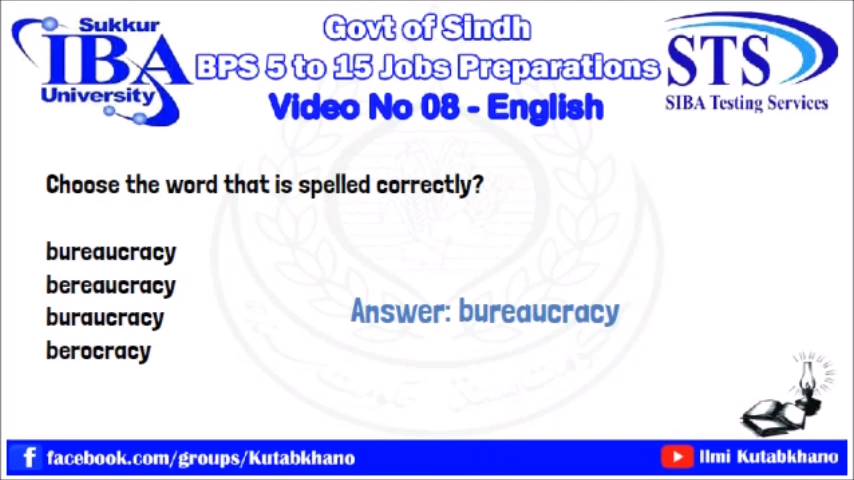 Sukkur
IBA
University
Govt of Sindh
BPS 5 to 15 Jobs Preparations
Video No 08 - English
STS
SIBA Testing Services
Choose the word that is spelled correctly?
bureaucracy
bereaucracy
buraucracy
berocracy
Answer: bureaucracy
facebook.com/groups/Kutabkhano
Ilmi Kutabkhano